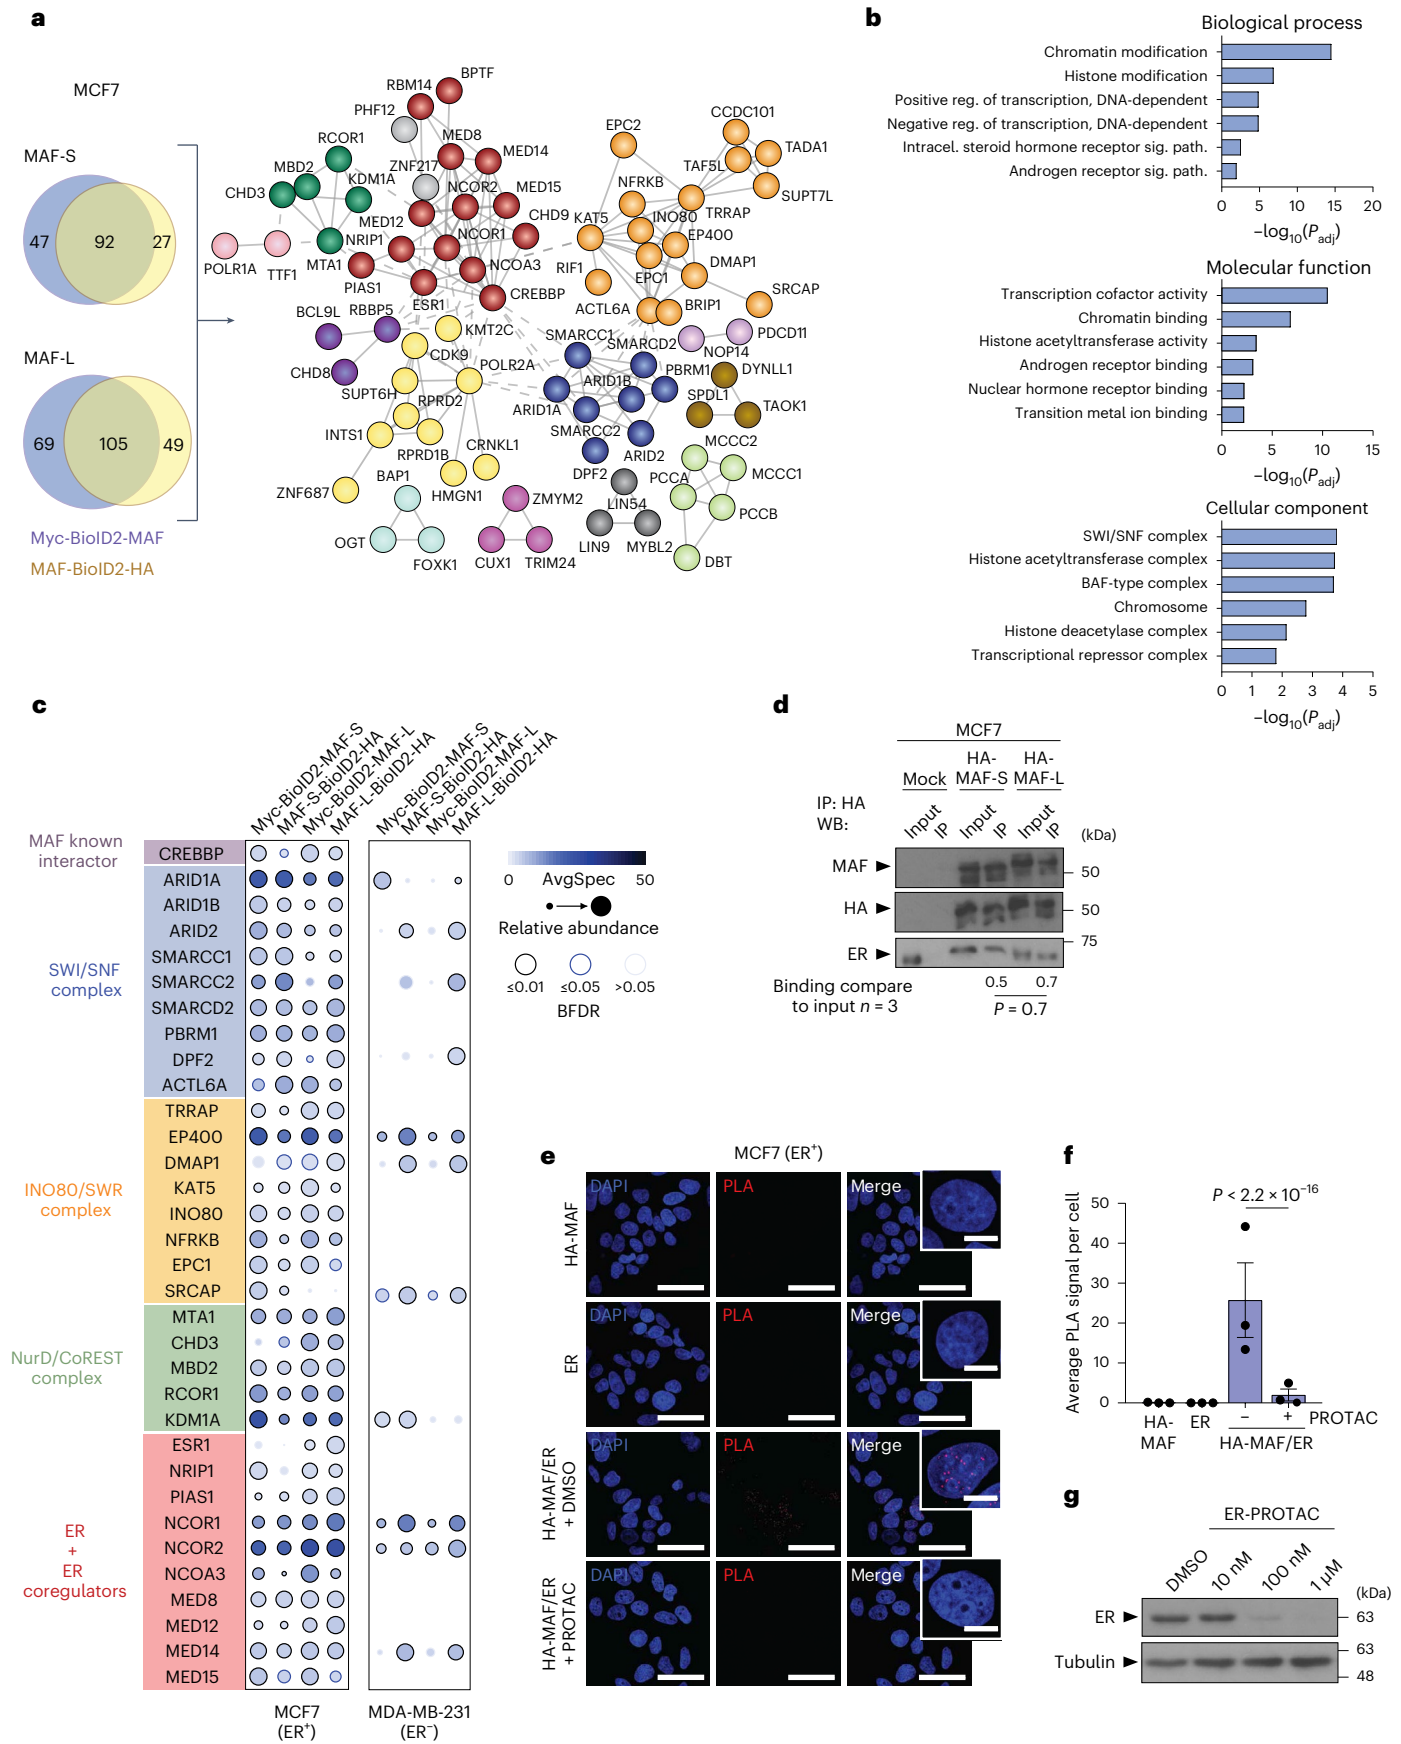 a
MCF7
MAF-S
47
92
27
MAF-L
69
105
49
Myc-BioID2-MAF
MAF-BioID2-HA
BPTF
RBM14
PHF12
MED8
RCOR1
MED14
MBD2
ZNF217
KDM1A
NCOR2
MED15
CHD3
MED12
CHD9
NRIP1
NCOR1
POLR1A
TTF1
MTA1
NCOA3
PIAS1
CREBBP
ESR1
BCL9L
RBBP5
KMT2C
CDK9
CHD8
POLR2A
SUPT6H
RPRD2
INTS1
RPRD1B
CRNKL1
ZNF687
HMGN1
BAP1
OGT
FOXK1
ZMYM2
CUX1
TRIM24
CCDC101
EPC2
TADA1
TAF5L
NFRKB
SUPT7L
TRRAP
KAT5
INO80
EP400
RIF1
EPC1
DMAP1
SRCAP
ACTL6A
BRIP1
SMARCC1
SMARCD2
PDCD11
NOP14
PBRM1
DYNLL1
ARID1B
SPDL1
ARID1A
TAOK1
SMARCC2
ARID2
MCCC2
DPF2
PCCA
MCCC1
LIN54
PCCB
LIN9
MYBL2
DBT
b
Biological process
Chromatin modification
Histone modification
Positive reg. of transcription, DNA-dependent
Negative reg. of transcription, DNA-dependent
Intracel. steroid hormone receptor sig. path.
Androgen receptor sig. path.
0 5 10 15 20
−log10(Padj)
Molecular function
Transcription cofactor activity
Chromatin binding
Histone acetyltransferase activity
Androgen receptor binding
Nuclear hormone receptor binding
Transition metal ion binding
0 5 10 15
−log10(Padj)
Cellular component
SWI/SNF complex
Histone acetyltransferase complex
BAF-type complex
Chromosome
Histone deacetylase complex
Transcriptional repressor complex
0 1 2 3 4 5
−log10(Padj)
c
Myc-BioID2-MAF-S
MAF-S-BioID2-HA
Myc-BioID2-MAF-L
MAF-L-BioID2-HA
Myc-BioID2-MAF-S
MAF-S-BioID2-HA
Myc-BioID2-MAF-L
MAF-L-BioID2-HA
MAF known
interactor
CREBBP
SWI/SNF
complex
ARID1A
ARID1B
ARID2
SMARCC1
SMARCC2
SMARCD2
PBRM1
DPF2
ACTL6A
INO80/SWR
complex
TRRAP
EP400
DMAP1
KAT5
INO80
NFRKB
EPC1
SRCAP
NurD/CoREST
complex
MTA1
CHD3
MBD2
RCOR1
KDM1A
ER
+
ER
coregulators
ESR1
NRIP1
PIAS1
NCOR1
NCOR2
NCOA3
MED8
MED12
MED14
MED15
MCF7
(ER+)
MDA-MB-231
(ER−)
0 AvgSpec 50
Relative abundance
≤0.01 ≤0.05 >0.05
BFDR
d
MCF7
Mock
HA-
MAF-S
HA-
MAF-L
IP: HA
WB:
Input
IP
Input
IP
Input
IP
(kDa)
MAF
50
HA
50
75
ER
Binding compare
to input n = 3
0.5 0.7
P = 0.7
e
MCF7 (ER+)
HA-MAF
DAPI
PLA
Merge
ER
DAPI
PLA
Merge
HA-MAF/ER
+ DMSO
DAPI
PLA
Merge
HA-MAF/ER
+ PROTAC
DAPI
PLA
Merge
f
P < 2.2 × 10−16
Average PLA signal per cell
50
40
30
20
10
0
HA-
MAF
ER
− + PROTAC
HA-MAF/ER
g
ER-PROTAC
DMSO
10 nM
100 nM
1 µM
(kDa)
ER
63
63
Tubulin
48